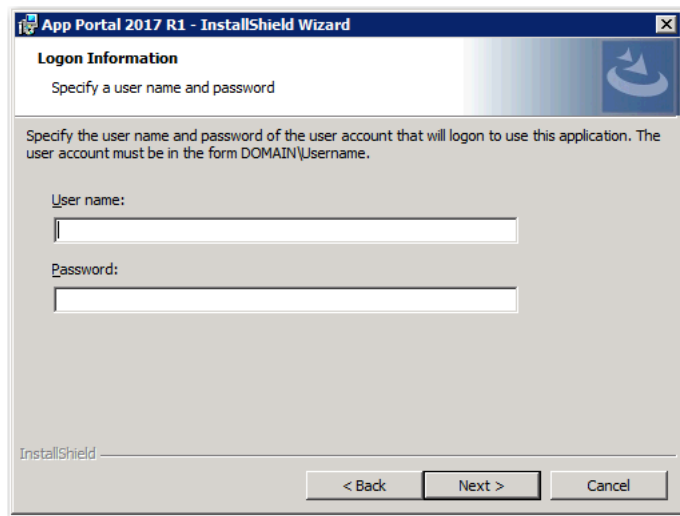 App Portal 2017 R1 - InstallShield Wizard
Logon Information
Specify a user name and password
Specify the user name and password of the user account that will logon to use this application. The
user account must be in the form DOMAIN\Username.
User name:
Password:
InstallShield
< Back
Next >
Cancel